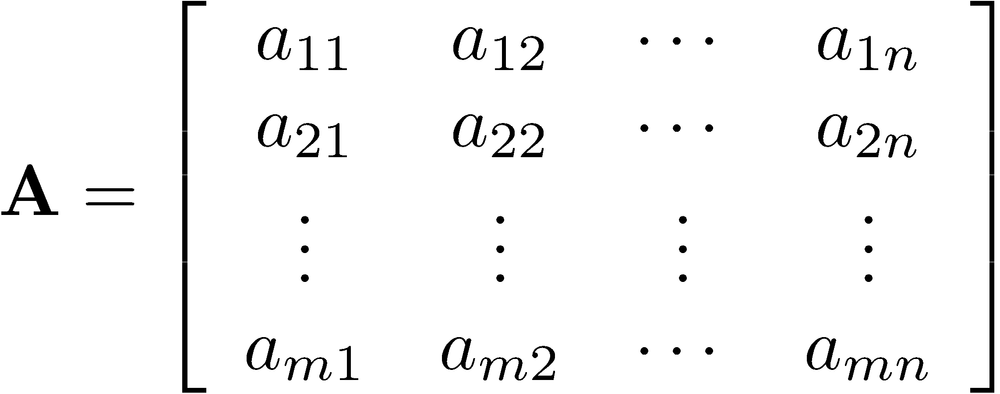 a₁₁ a₁₂ ⋯ a₁ₙ
a₂₁ a₂₂ ⋯ a₂ₙ
A =
⋮ ⋮ ⋮ ⋮
aₘ₁ aₘ₂ ⋯ aₘₙ